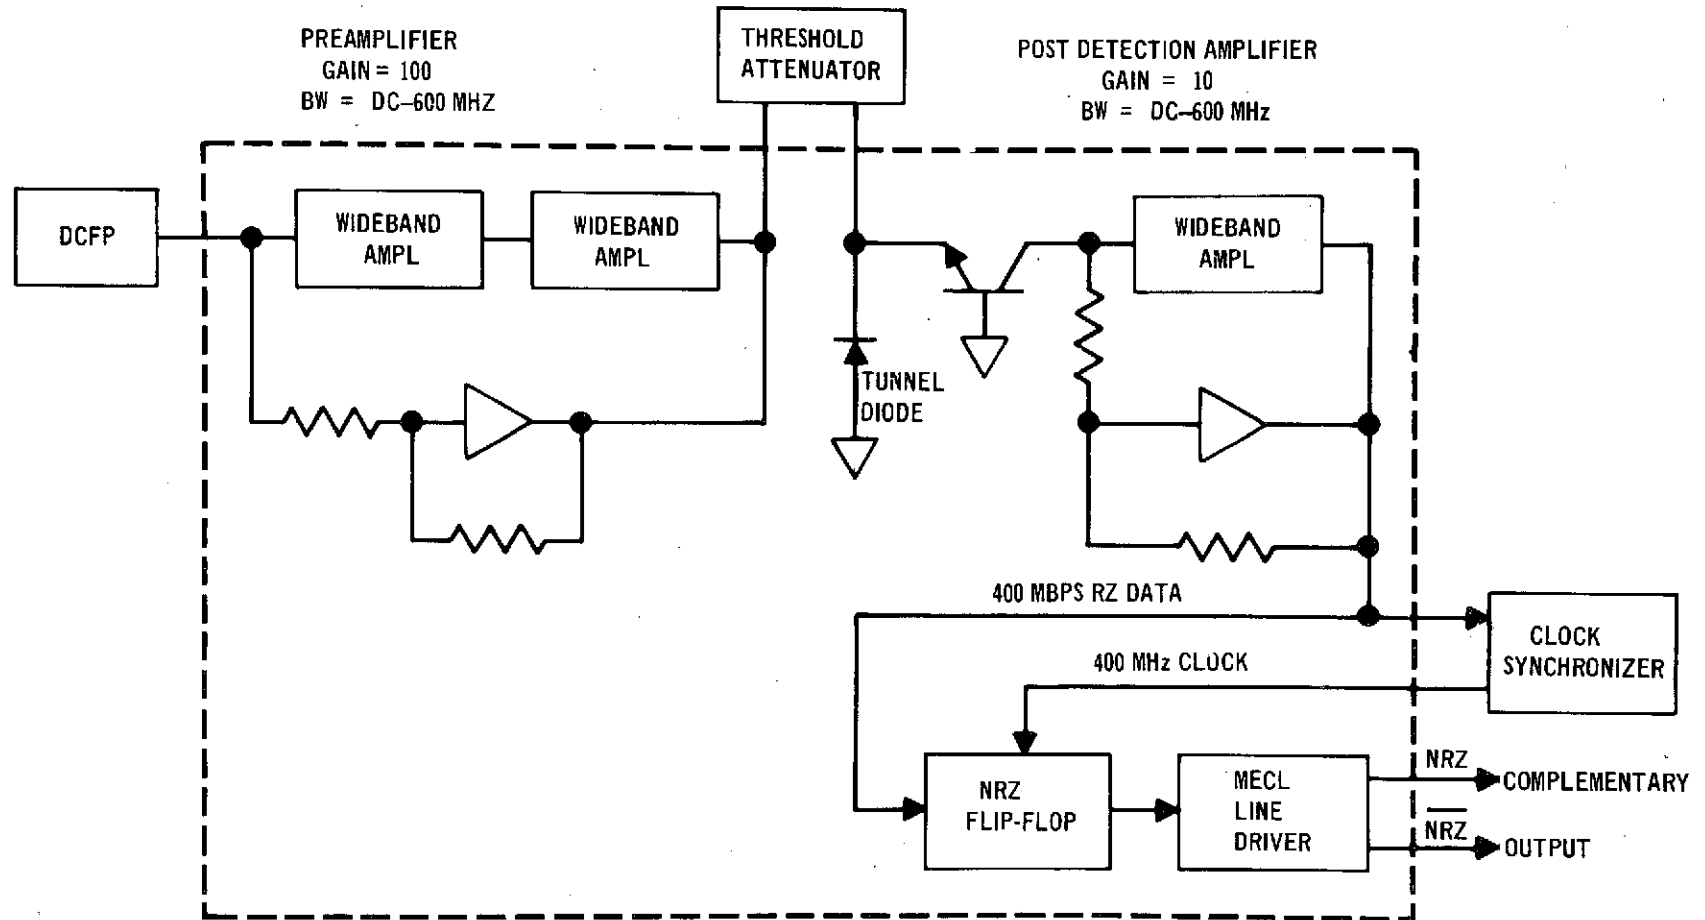 PREAMPLIFIER
GAIN = 100
BW = DC–600 MHZ
THRESHOLD
ATTENUATOR
POST DETECTION AMPLIFIER
GAIN = 10
BW = DC–600 MHz
DCFP
WIDEBAND
AMPL
WIDEBAND
AMPL
WIDEBAND
AMPL
TUNNEL
DIODE
400 MBPS RZ DATA
CLOCK
SYNCHRONIZER
400 MHz CLOCK
NRZ
FLIP-FLOP
MECL
LINE
DRIVER
NRZ
COMPLEMENTARY
N̅R̅Z̅
OUTPUT